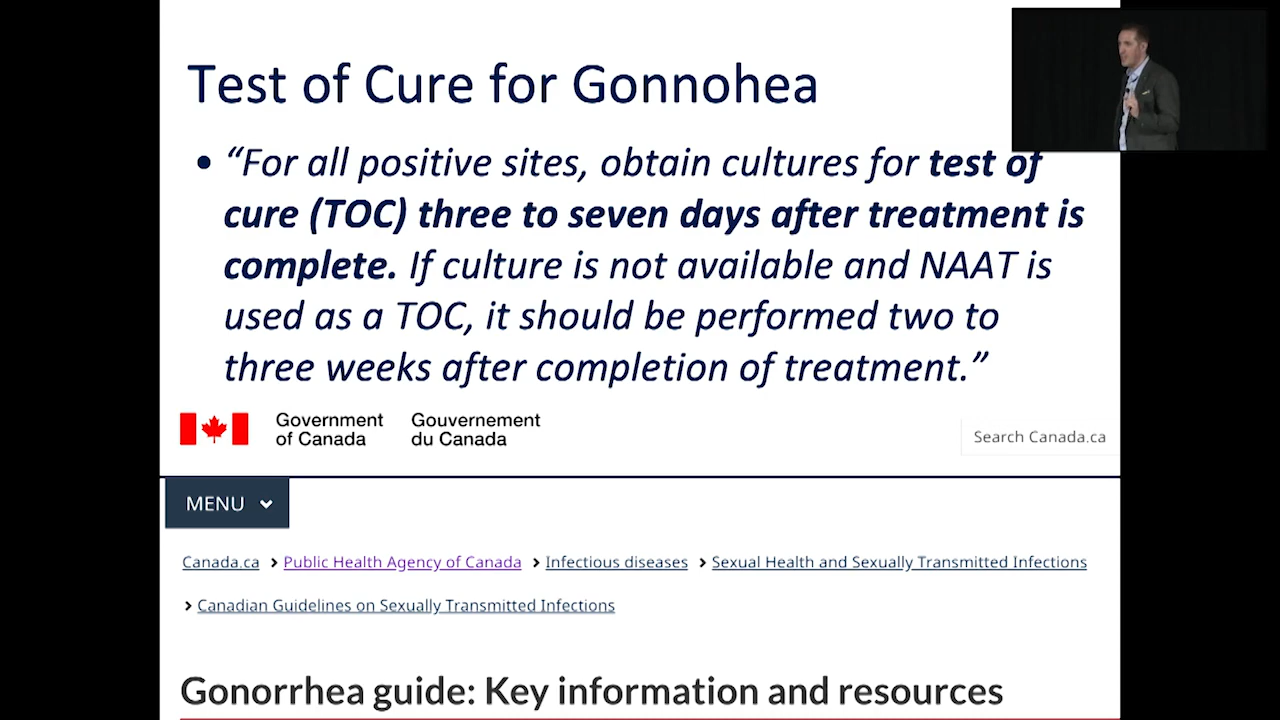 Test of Cure for Gonnohea
• “For all positive sites, obtain cultures for test of
cure (TOC) three to seven days after treatment is
complete. If culture is not available and NAAT is
used as a TOC, it should be performed two to
three weeks after completion of treatment.”
Government of Canada
Gouvernement du Canada
Search Canada.ca
MENU
Canada.ca > Public Health Agency of Canada > Infectious diseases > Sexual Health and Sexually Transmitted Infections
> Canadian Guidelines on Sexually Transmitted Infections
Gonorrhea guide: Key information and resources